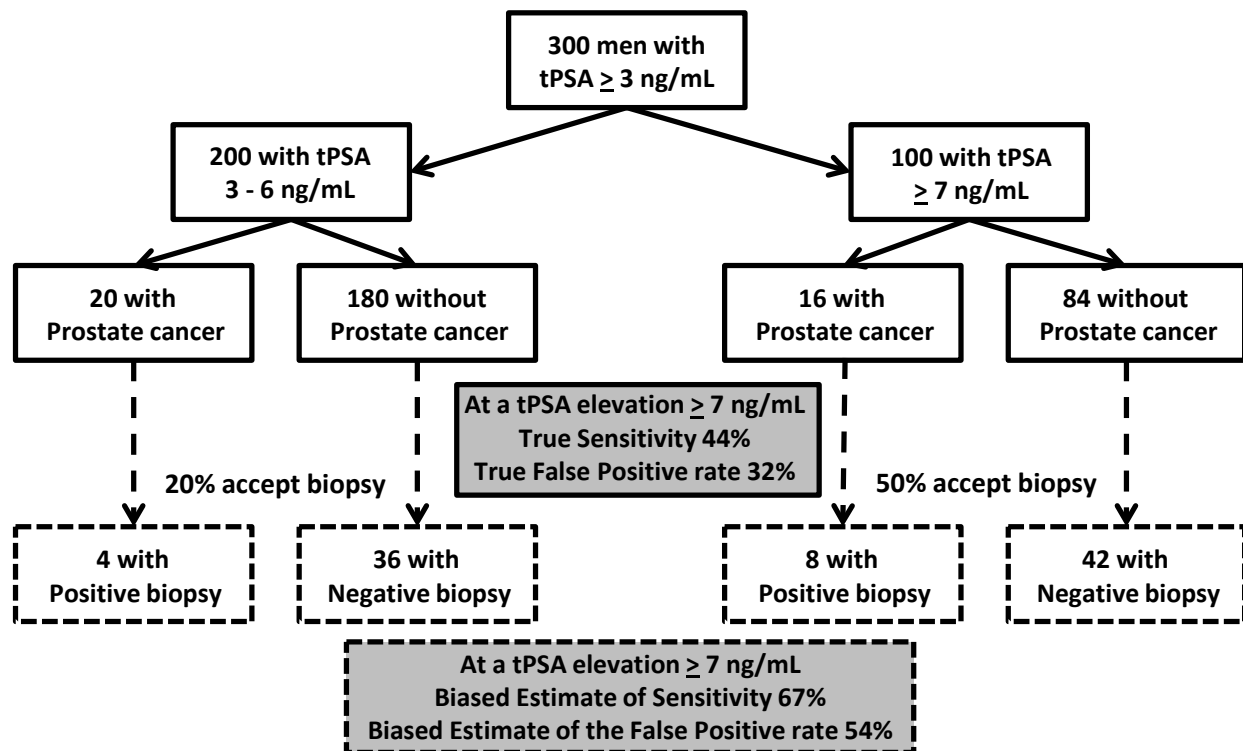 300 men with
tPSA ≥ 3 ng/mL
200 with tPSA
3 - 6 ng/mL
100 with tPSA
≥ 7 ng/mL
20 with
Prostate cancer
180 without
Prostate cancer
16 with
Prostate cancer
84 without
Prostate cancer
At a tPSA elevation ≥ 7 ng/mL
True Sensitivity 44%
True False Positive rate 32%
20% accept biopsy
50% accept biopsy
4 with
Positive biopsy
36 with
Negative biopsy
8 with
Positive biopsy
42 with
Negative biopsy
At a tPSA elevation ≥ 7 ng/mL
Biased Estimate of Sensitivity 67%
Biased Estimate of the False Positive rate 54%